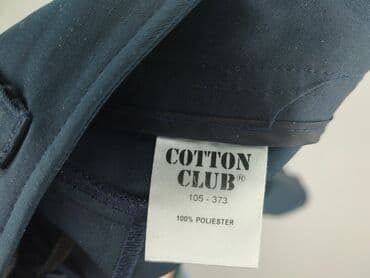 COTTON
CLUB®
105 - 373
100% POLIESTER